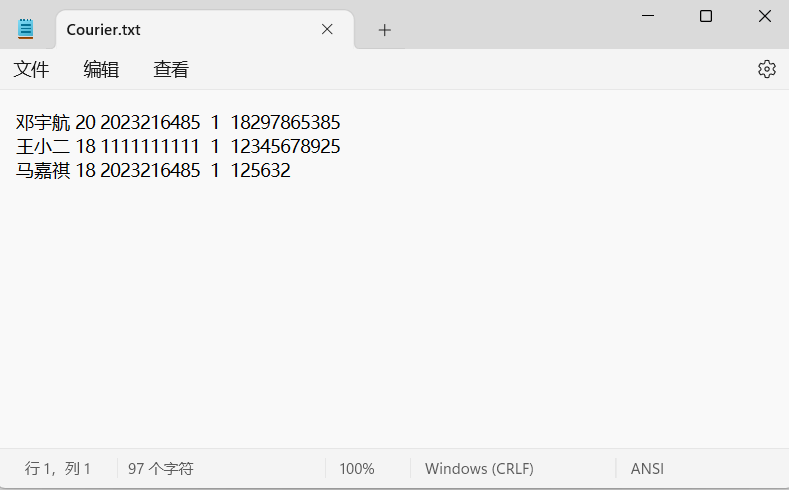 Courier.txt
文件 编辑 查看
邓宇航 20 2023216485  1  18297865385
王小二 18 1111111111  1  12345678925
马嘉祺 18 2023216485  1  125632
行 1，列 1 97 个字符 100% Windows (CRLF) ANSI